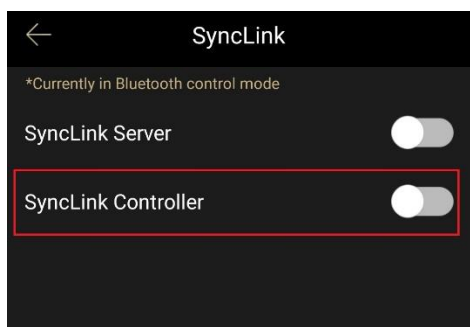 SyncLink
*Currently in Bluetooth control mode
SyncLink Server
SyncLink Controller